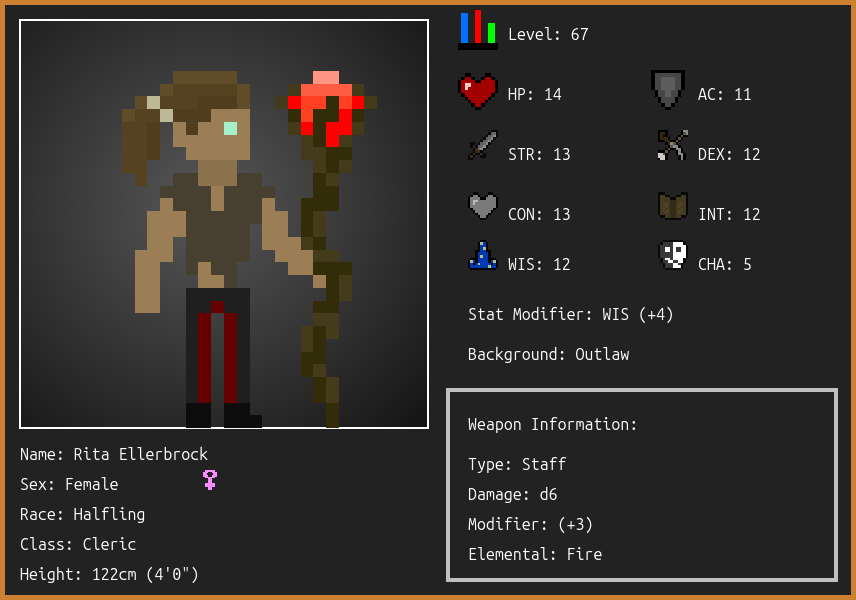 Level: 67
HP: 14
AC: 11
STR: 13
DEX: 12
CON: 13
INT: 12
WIS: 12
CHA: 5
Stat Modifier: WIS (+4)
Background: Outlaw
Weapon Information:
Type: Staff
Damage: d6
Modifier: (+3)
Elemental: Fire
Name: Rita Ellerbrock
Sex: Female
Race: Halfling
Class: Cleric
Height: 122cm (4'0")